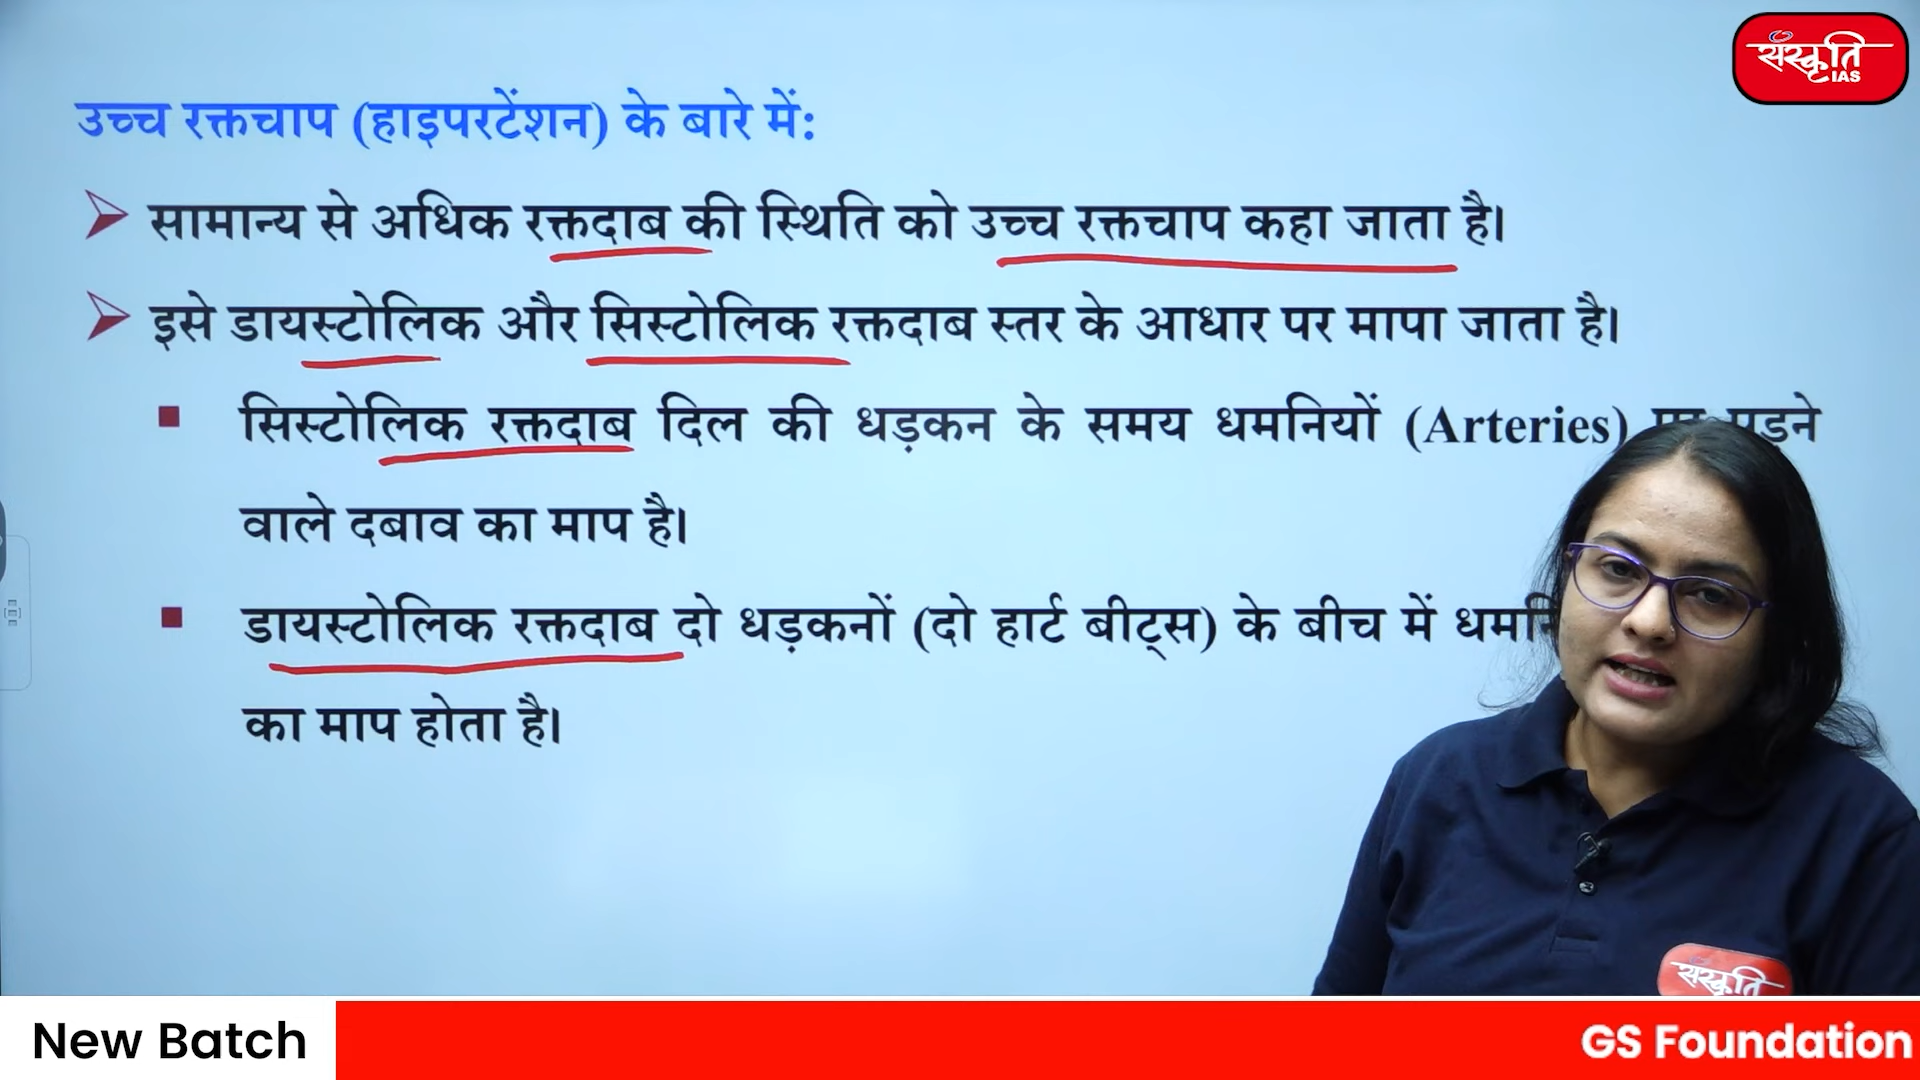 संस्कृति
IAS
उच्च रक्तचाप (हाइपरटेंशन) के बारे में:
सामान्य से अधिक रक्तदाब की स्थिति को उच्च रक्तचाप कहा जाता है।
इसे डायस्टोलिक और सिस्टोलिक रक्तदाब स्तर के आधार पर मापा जाता है।
सिस्टोलिक रक्तदाब दिल की धड़कन के समय धमनियों (Arteries) पर पड़ने
वाले दबाव का माप है।
डायस्टोलिक रक्तदाब दो धड़कनों (दो हार्ट बीट्स) के बीच में
का माप होता है।
संस्कृति
New Batch
GS Foundation